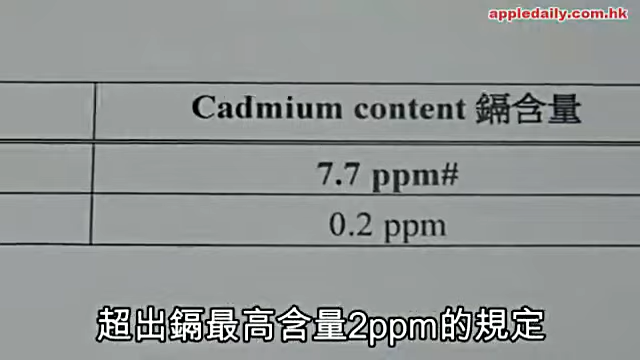 appledaily.com.hk
Cadmium content 鎘含量
7.7 ppm#
0.2 ppm
超出鎘最高含量2ppm的規定